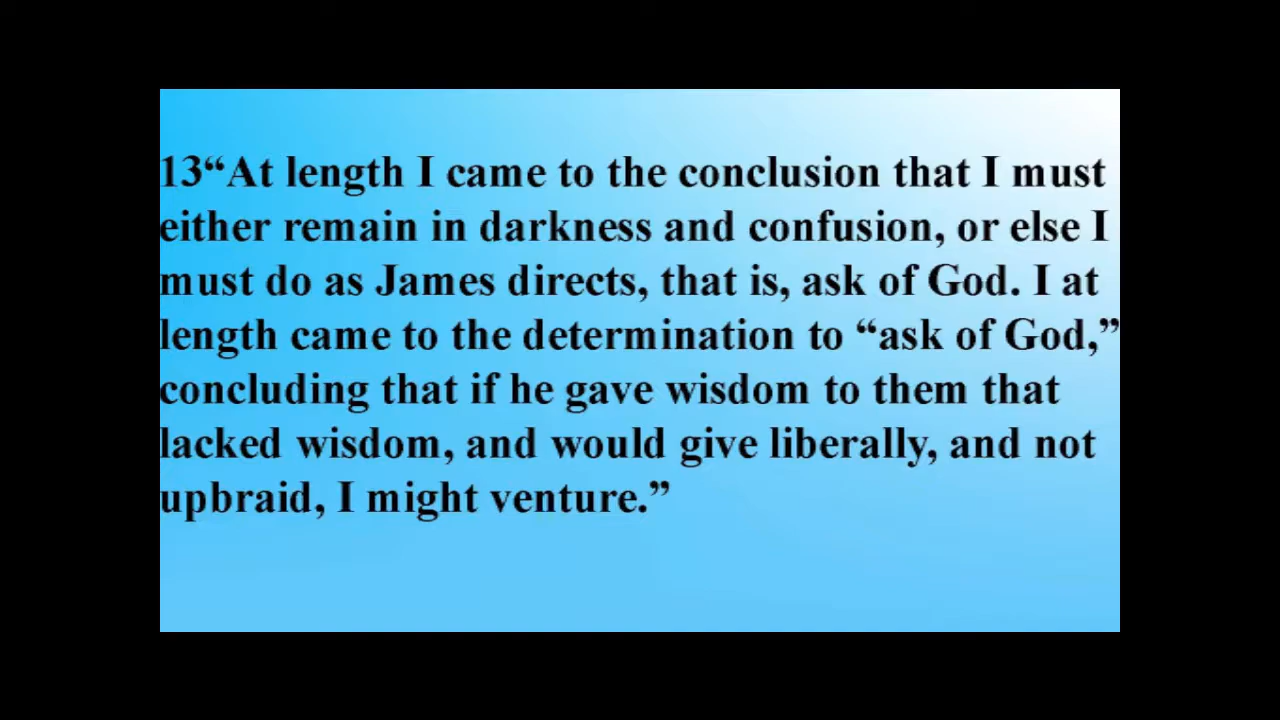 13“At length I came to the conclusion that I must
either remain in darkness and confusion, or else I
must do as James directs, that is, ask of God. I at
length came to the determination to “ask of God,”
concluding that if he gave wisdom to them that
lacked wisdom, and would give liberally, and not
upbraid, I might venture.”